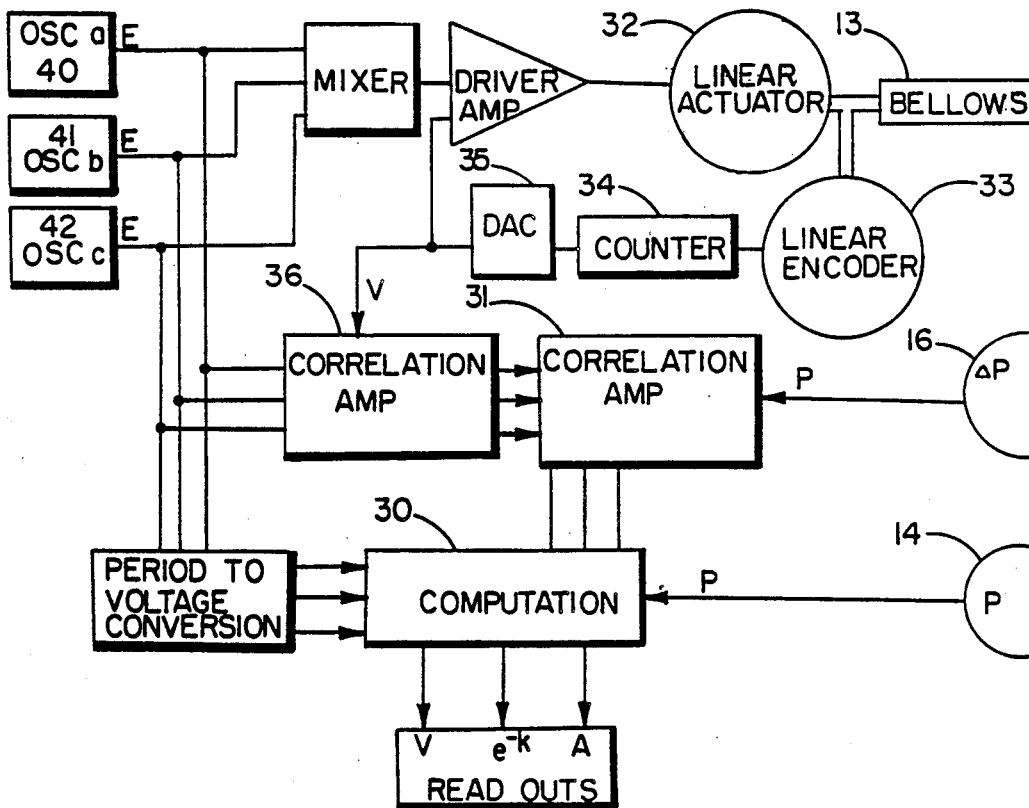 OSC a
40
E
41
OSC b
E
42
OSC c
E
MIXER
DRIVER
AMP
32
LINEAR
ACTUATOR
13
BELLOWS
35
DAC
34
COUNTER
33
LINEAR
ENCODER
V
36
CORRELATION
AMP
31
CORRELATION
AMP
P
16
ΔP
30
COMPUTATION
PERIOD TO
VOLTAGE
CONVERSION
P
14
P
V e⁻ᵏ A
READ OUTS